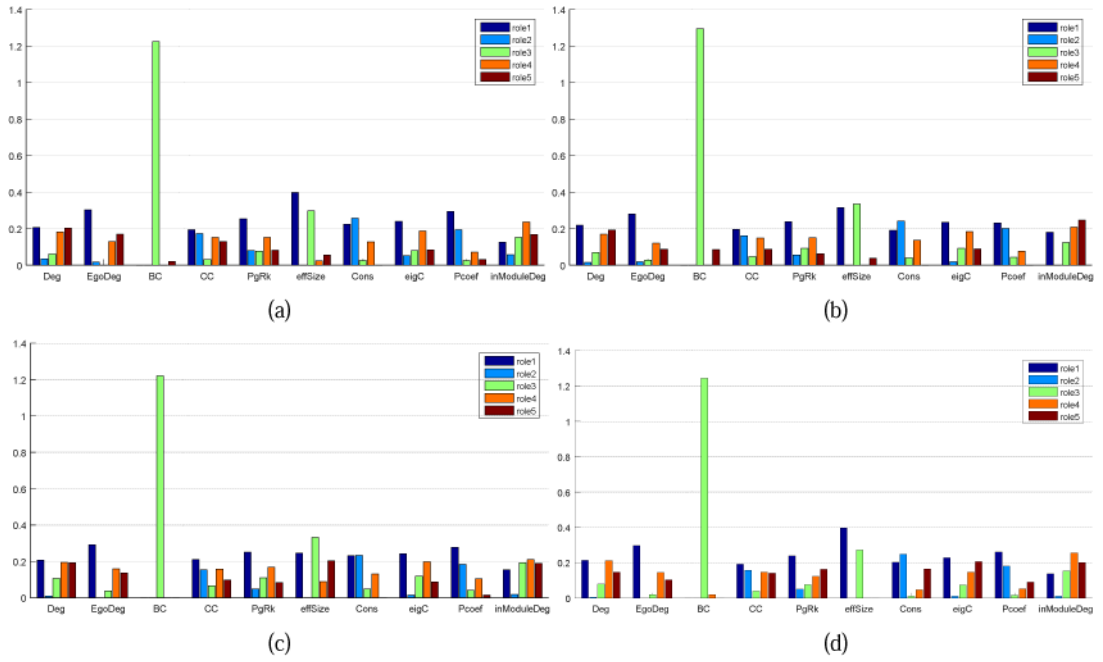 1.4
1.2
1
0.8
0.6
0.4
0.2
0
role1
role2
role3
role4
role5
Deg EgoDeg BC CC PgRk effSize Cons eigC Pcoef inModuleDeg
(a)
1.4
1.2
1
0.8
0.6
0.4
0.2
0
role1
role2
role3
role4
role5
Deg EgoDeg BC CC PgRk effSize Cons eigC Pcoef inModuleDeg
(b)
1.4
1.2
1
0.8
0.6
0.4
0.2
0
role1
role2
role3
role4
role5
Deg EgoDeg BC CC PgRk effSize Cons eigC Pcoef inModuleDeg
(c)
1.4
1.2
1
0.8
0.6
0.4
0.2
0
role1
role2
role3
role4
role5
Deg EgoDeg BC CC PgRk effSize Cons eigC Pcoef inModuleDeg
(d)